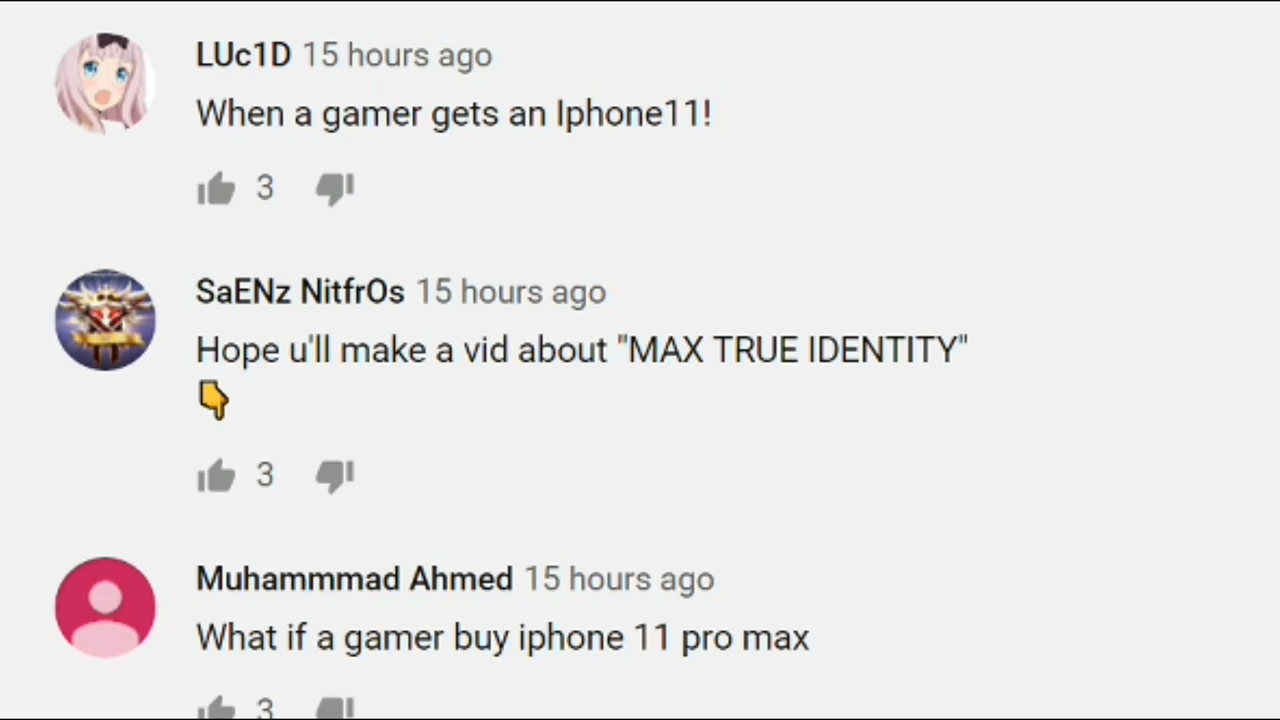 LUc1D 15 hours ago
When a gamer gets an Iphone11!
3
SaENz NitfrOs 15 hours ago
Hope u'll make a vid about "MAX TRUE IDENTITY"
👇
3
Muhammmad Ahmed 15 hours ago
What if a gamer buy iphone 11 pro max
3